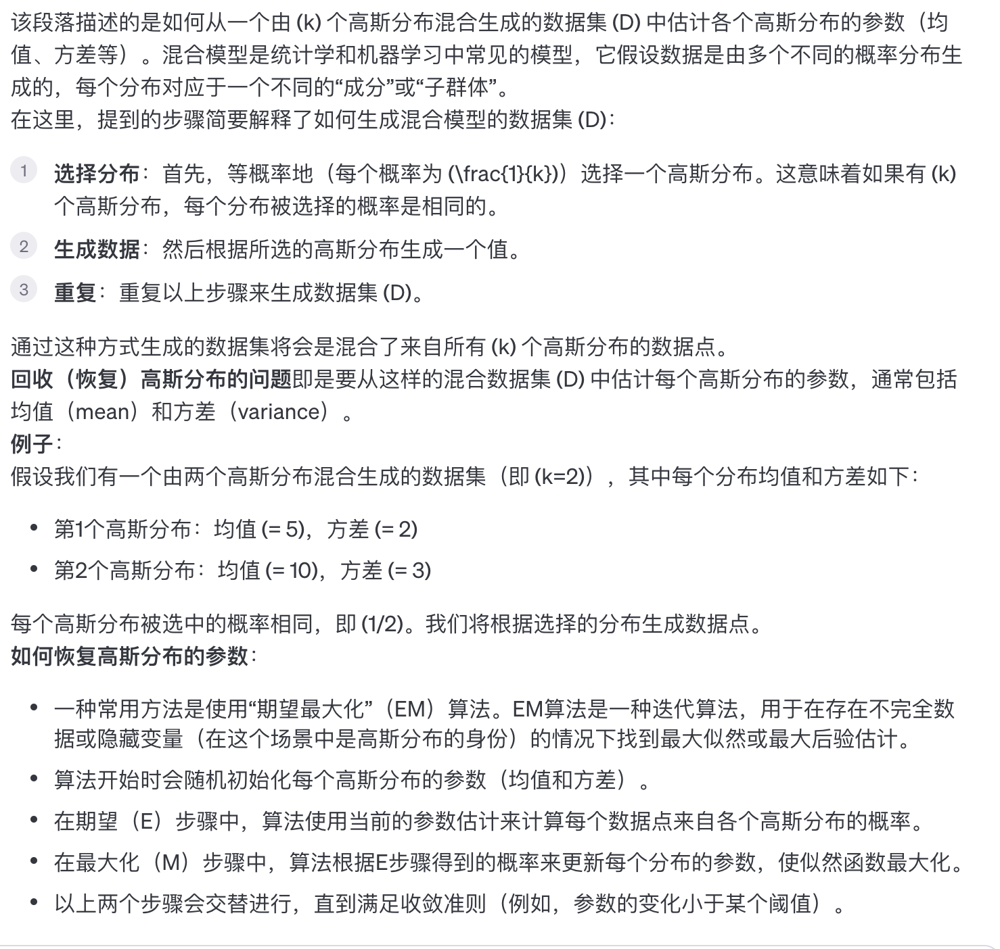 该段落描述的是如何从一个由 (k) 个高斯分布混合生成的数据集 (D) 中估计各个高斯分布的参数（均
值、方差等）。混合模型是统计学和机器学习中常见的模型，它假设数据是由多个不同的概率分布生
成的，每个分布对应于一个不同的“成分”或“子群体”。
在这里，提到的步骤简要解释了如何生成混合模型的数据集 (D)：
1 选择分布：首先，等概率地（每个概率为 (\frac{1}{k})）选择一个高斯分布。这意味着如果有 (k)
个高斯分布，每个分布被选择的概率是相同的。
2 生成数据：然后根据所选的高斯分布生成一个值。
3 重复：重复以上步骤来生成数据集 (D)。
通过这种方式生成的数据集将会是混合了来自所有 (k) 个高斯分布的数据点。
回收（恢复）高斯分布的问题即是要从这样的混合数据集 (D) 中估计每个高斯分布的参数，通常包括
均值（mean）和方差（variance）。
例子：
假设我们有一个由两个高斯分布混合生成的数据集（即 (k=2)），其中每个分布均值和方差如下：
• 第1个高斯分布：均值 (= 5)，方差 (= 2)
• 第2个高斯分布：均值 (= 10)，方差 (= 3)
每个高斯分布被选中的概率相同，即 (1/2)。我们将根据选择的分布生成数据点。
如何恢复高斯分布的参数：
• 一种常用方法是使用“期望最大化”（EM）算法。EM算法是一种迭代算法，用于在存在不完全数
据或隐藏变量（在这个场景中是高斯分布的身份）的情况下找到最大似然或最大后验估计。
• 算法开始时会随机初始化每个高斯分布的参数（均值和方差）。
• 在期望（E）步骤中，算法使用当前的参数估计来计算每个数据点来自各个高斯分布的概率。
• 在最大化（M）步骤中，算法根据E步骤得到的概率来更新每个分布的参数，使似然函数最大化。
• 以上两个步骤会交替进行，直到满足收敛准则（例如，参数的变化小于某个阈值）。